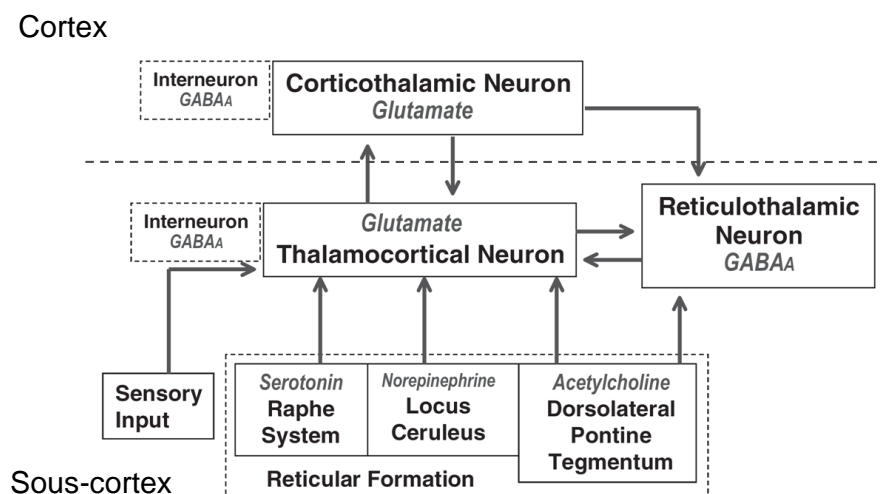 Cortex
Interneuron
GABAA
Corticothalamic Neuron
Glutamate
Interneuron
GABAA
Glutamate
Thalamocortical Neuron
Reticulothalamic
Neuron
GABAA
Sensory
Input
Serotonin
Raphe
System
Norepinephrine
Locus
Ceruleus
Acetylcholine
Dorsolateral
Pontine
Tegmentum
Reticular Formation
Sous-cortex